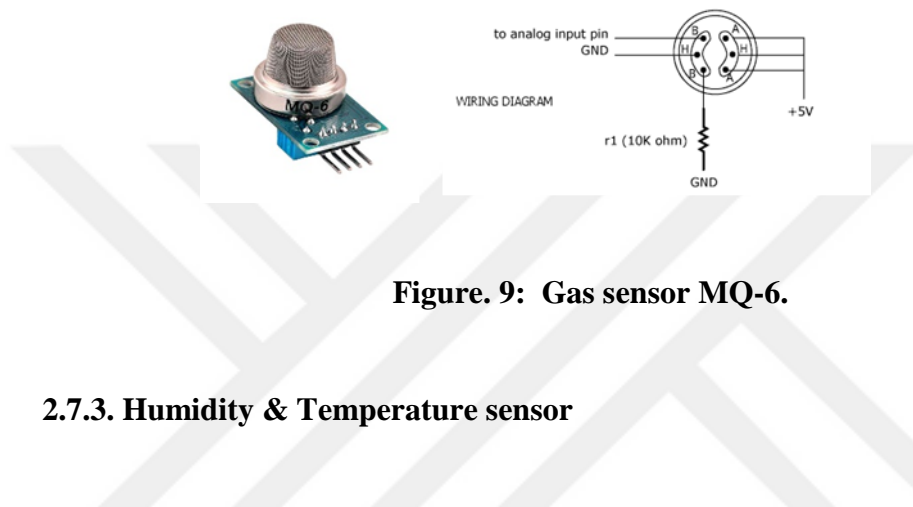 MQ-6
to analog input pin
GND
B
A
H
H
B
A
WIRING DIAGRAM
+5V
r1 (10K ohm)
GND
Figure. 9: Gas sensor MQ-6.
2.7.3. Humidity & Temperature sensor